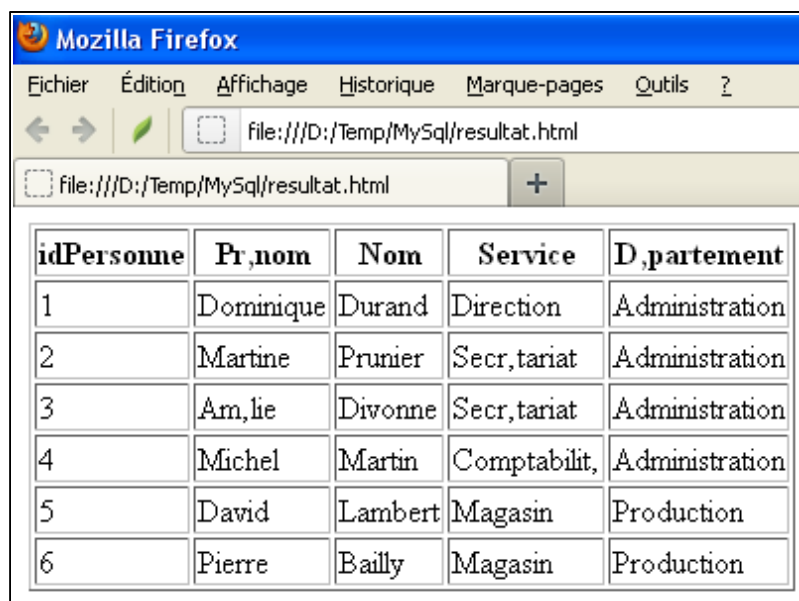 Mozilla Firefox
Fichier Édition Affichage Historique Marque-pages Outils ?
file:///D:/Temp/MySql/resultat.html
file:///D:/Temp/MySql/resultat.html +
idPersonne Pr‚nom Nom Service D‚partement
1 Dominique Durand Direction Administration
2 Martine Prunier Secr‚tariat Administration
3 Am‚lie Divonne Secr‚tariat Administration
4 Michel Martin Comptabilit‚ Administration
5 David Lambert Magasin Production
6 Pierre Bailly Magasin Production